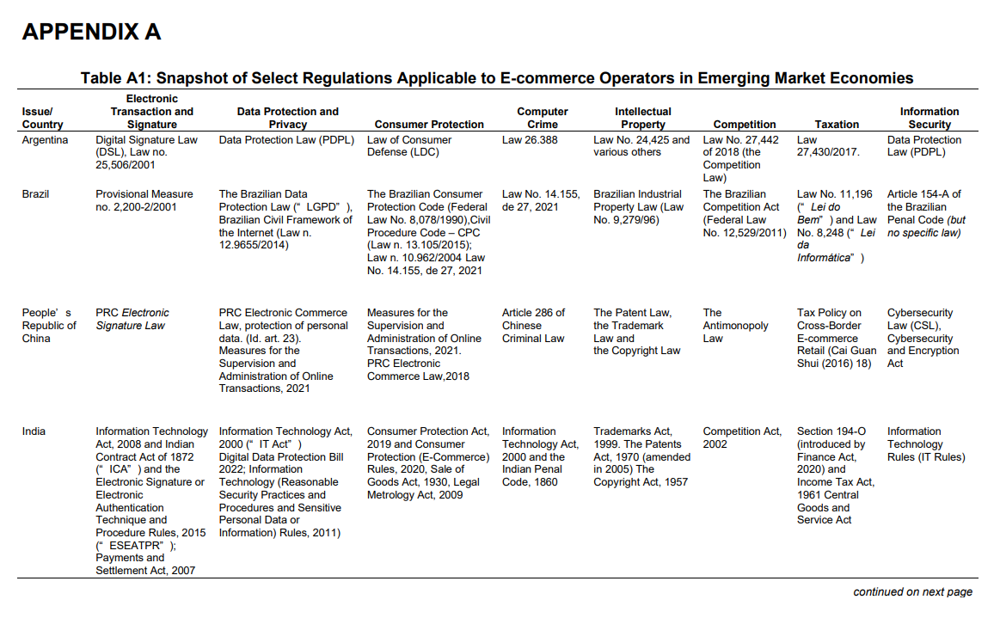 APPENDIX A
Table A1: Snapshot of Select Regulations Applicable to E-commerce Operators in Emerging Market Economies
Issue/
Country
Electronic
Transaction and
Signature
Data Protection and
Privacy
Consumer Protection
Computer
Crime
Intellectual
Property
Competition
Taxation
Information
Security
Argentina
Digital Signature Law
(DSL), Law no.
25,506/2001
Data Protection Law (PDPL)
Law of Consumer
Defense (LDC)
Law 26.388
Law No. 24,425 and
various others
Law No. 27,442
of 2018 (the
Competition
Law)
Law
27,430/2017.
Data Protection
Law (PDPL)
Brazil
Provisional Measure
no. 2,200-2/2001
The Brazilian Data
Protection Law (“ LGPD” ),
Brazilian Civil Framework of
the Internet (Law n.
12.9655/2014)
The Brazilian Consumer
Protection Code (Federal
Law No. 8,078/1990),Civil
Procedure Code – CPC
(Law n. 13.105/2015);
Law n. 10.962/2004 Law
No. 14.155, de 27, 2021
Law No. 14.155,
de 27, 2021
Brazilian Industrial
Property Law (Law
No. 9,279/96)
The Brazilian
Competition Act
(Federal Law
No. 12,529/2011)
Law No. 11,196
(“ Lei do
Bem” ) and Law
No. 8,248 (“ Lei
da
Informática” )
Article 154-A of
the Brazilian
Penal Code (but
no specific law)
People’ s
Republic of
China
PRC Electronic
Signature Law
PRC Electronic Commerce
Law, protection of personal
data. (Id. art. 23).
Measures for the
Supervision and
Administration of Online
Transactions, 2021
Measures for the
Supervision and
Administration of Online
Transactions, 2021.
PRC Electronic
Commerce Law,2018
Article 286 of
Chinese
Criminal Law
The Patent Law,
the Trademark
Law and
the Copyright Law
The
Antimonopoly
Law
Tax Policy on
Cross-Border
E-commerce
Retail (Cai Guan
Shui (2016) 18)
Cybersecurity
Law (CSL),
Cybersecurity
and Encryption
Act
India
Information Technology
Act, 2008 and Indian
Contract Act of 1872
(“ ICA” ) and the
Electronic Signature or
Electronic
Authentication
Technique and
Procedure Rules, 2015
(“ ESEATPR” );
Payments and
Settlement Act, 2007
Information Technology Act,
2000 (“ IT Act” )
Digital Data Protection Bill
2022; Information
Technology (Reasonable
Security Practices and
Procedures and Sensitive
Personal Data or
Information) Rules, 2011)
Consumer Protection Act,
2019 and Consumer
Protection (E-Commerce)
Rules, 2020, Sale of
Goods Act, 1930, Legal
Metrology Act, 2009
Information
Technology Act,
2000 and the
Indian Penal
Code, 1860
Trademarks Act,
1999. The Patents
Act, 1970 (amended
in 2005) The
Copyright Act, 1957
Competition Act,
2002
Section 194-O
(introduced by
Finance Act,
2020) and
Income Tax Act,
1961 Central
Goods and
Service Act
Information
Technology
Rules (IT Rules)
continued on next page